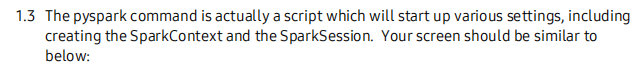 1.3 The pyspark command is actually a script which will start up various settings, including
creating the SparkContext and the SparkSession. Your screen should be similar to
below: